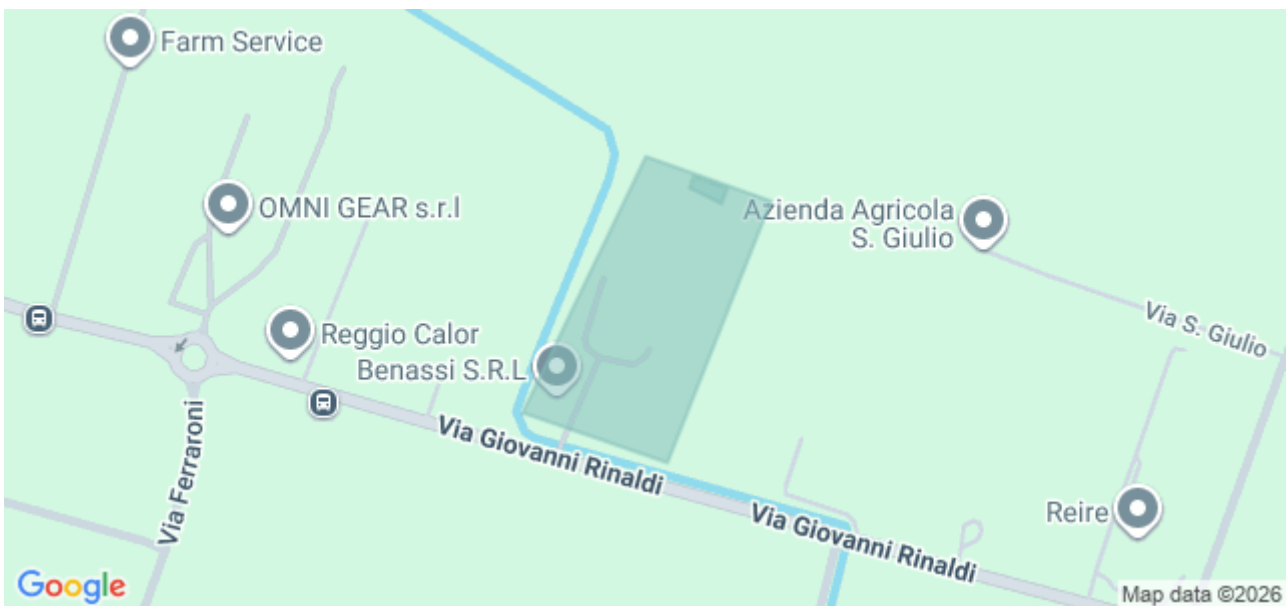 Farm Service
OMNI GEAR s.r.l
Azienda Agricola
S. Giulio
Via S. Giulio
Reggio Calor
Benassi S.R.L
Via Giovanni Rinaldi
Via Ferraroni
Via Giovanni Rinaldi
Reire
Google
Map data ©2026